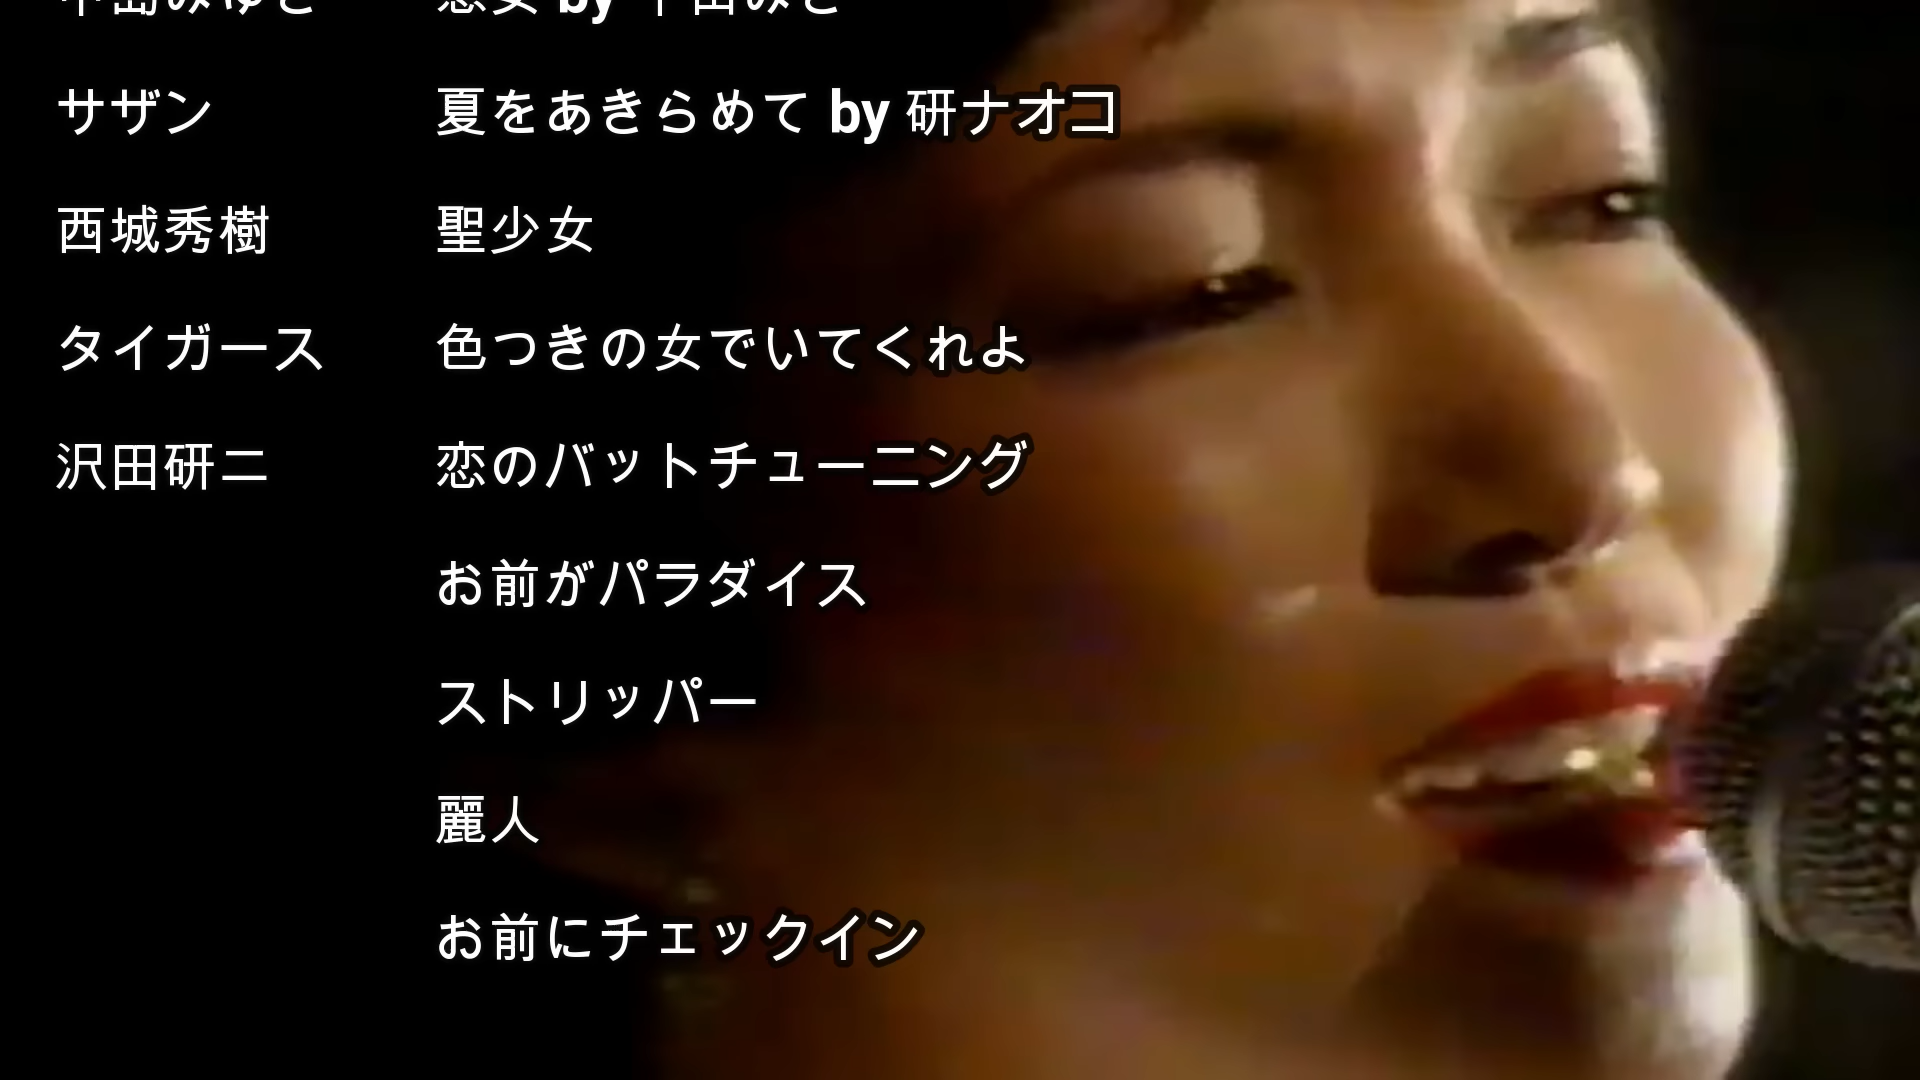 サザン 夏をあきらめて by 研ナオコ
西城秀樹 聖少女
タイガース 色つきの女でいてくれよ
沢田研二 恋のバットチューニング
お前がパラダイス
ストリッパー
麗人
お前にチェックイン